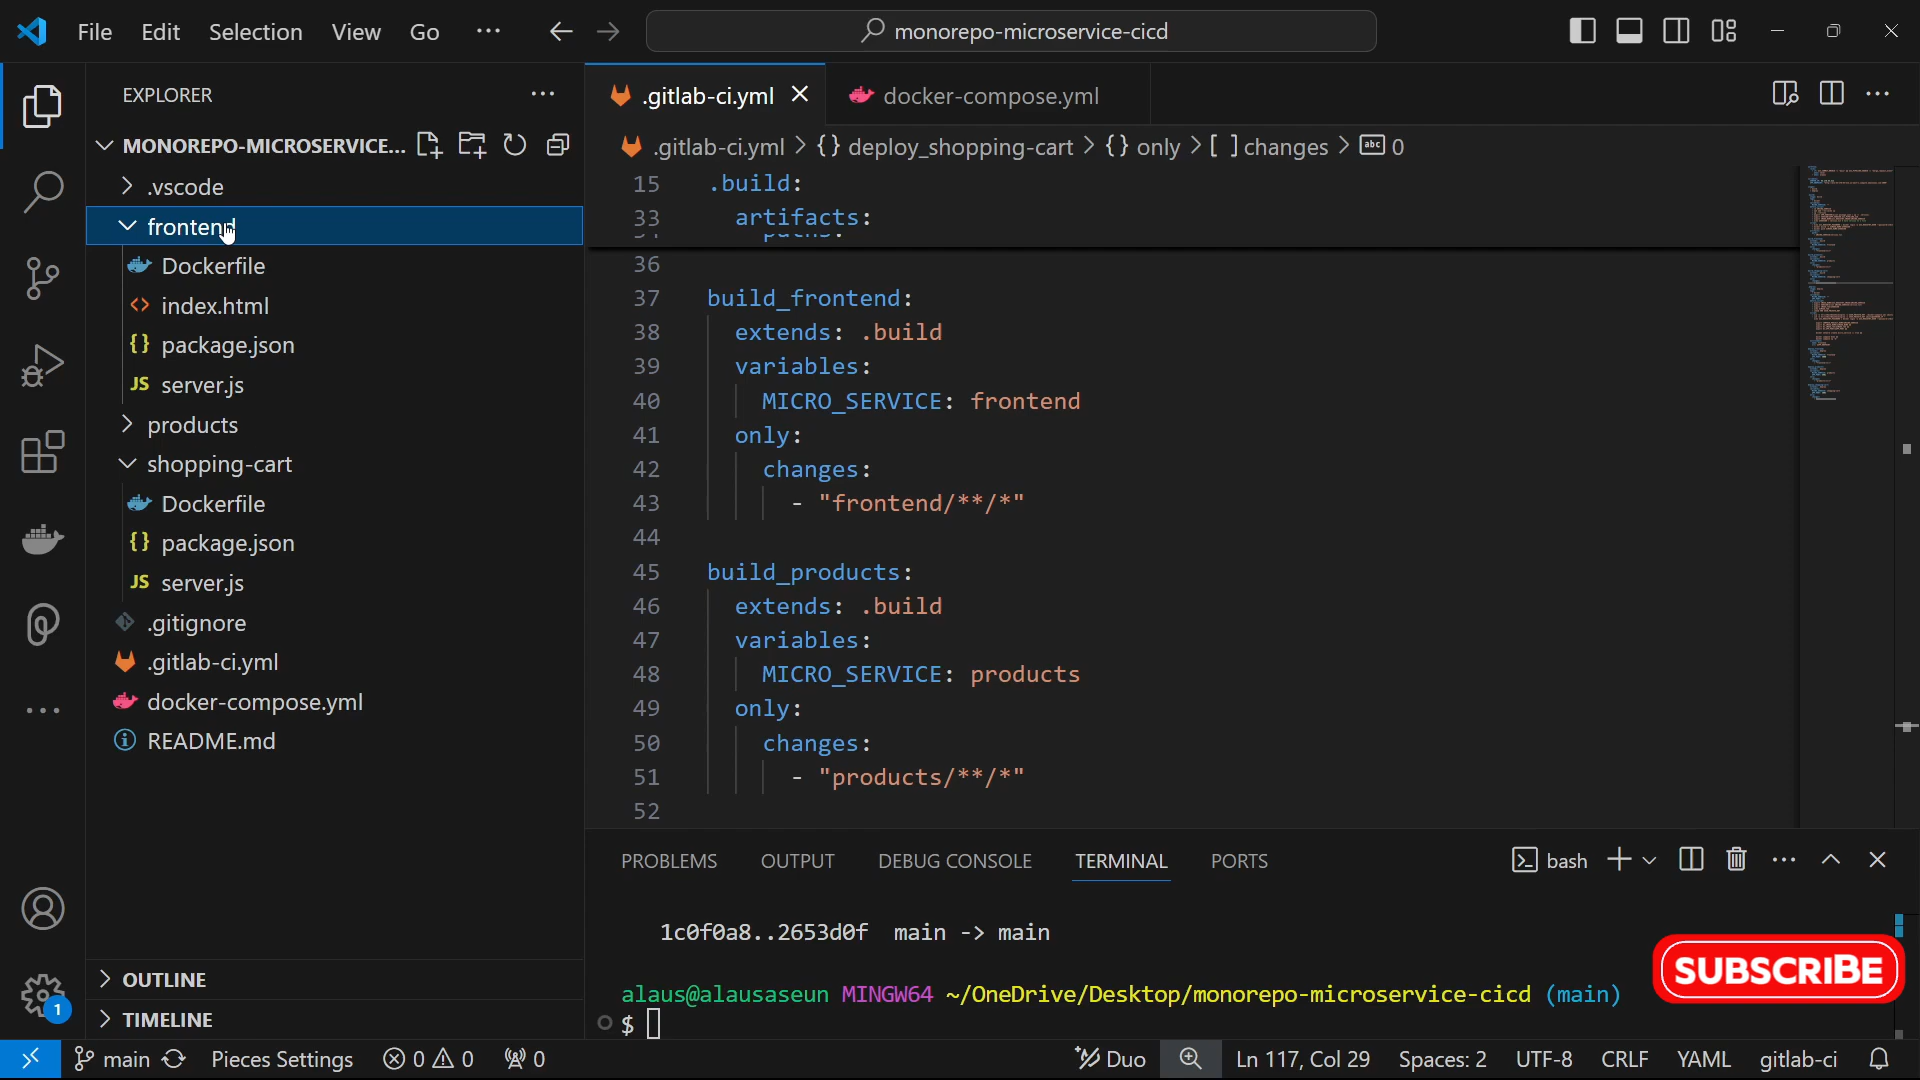 File Edit Selection View Go ··· monorepo-microservice-cicd
EXPLORER
MONOREPO-MICROSERVICE...
.vscode
frontend
Dockerfile
index.html
package.json
server.js
products
shopping-cart
Dockerfile
package.json
server.js
.gitignore
.gitlab-ci.yml
docker-compose.yml
README.md
OUTLINE
TIMELINE
.gitlab-ci.yml docker-compose.yml
.gitlab-ci.yml > {} deploy_shopping-cart > {} only > [ ] changes > abc 0
15 .build:
33 artifacts:
36
37 build_frontend:
38 extends: .build
39 variables:
40 MICRO_SERVICE: frontend
41 only:
42 changes:
43 - "frontend/**/*"
44
45 build_products:
46 extends: .build
47 variables:
48 MICRO_SERVICE: products
49 only:
50 changes:
51 - "products/**/*"
52
PROBLEMS OUTPUT DEBUG CONSOLE TERMINAL PORTS bash
1c0f0a8..2653d0f main -> main
alaus@alausaseun MINGW64 ~/OneDrive/Desktop/monorepo-microservice-cicd (main)
$
SUBSCRIBE
1
main Pieces Settings 0 0 0 Duo Ln 117, Col 29 Spaces: 2 UTF-8 CRLF YAML gitlab-ci